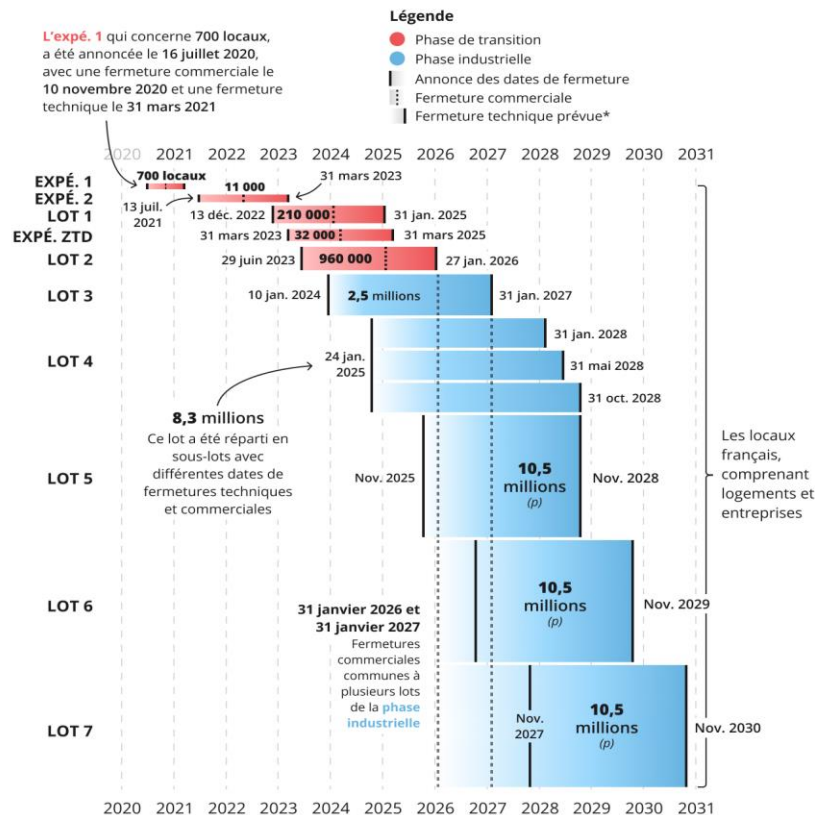 Légende
Phase de transition
Phase industrielle
Annonce des dates de fermeture
Fermeture commerciale
Fermeture technique prévue*
L'expé. 1 qui concerne 700 locaux,
a été annoncée le 16 juillet 2020,
avec une fermeture commerciale le
10 novembre 2020 et une fermeture
technique le 31 mars 2021
2020 2021 2022 2023 2024 2025 2026 2027 2028 2029 2030 2031
EXPÉ. 1
700 locaux
EXPÉ. 2
13 juil.
2021
11 000
31 mars 2023
LOT 1
13 déc. 2022
210 000
31 jan. 2025
EXPÉ. ZTD
31 mars 2023
32 000
31 mars 2025
LOT 2
29 juin 2023
960 000
27 jan. 2026
LOT 3
10 jan. 2024
2,5 millions
31 jan. 2027
LOT 4
24 jan.
2025
31 jan. 2028
31 mai 2028
31 oct. 2028
8,3 millions
Ce lot a été réparti en
sous-lots avec
différentes dates de
fermetures techniques
et commerciales
LOT 5
Nov. 2025
10,5
millions
(p)
Nov. 2028
Les locaux
français,
comprenant
logements et
entreprises
LOT 6
10,5
millions
(p)
Nov. 2029
31 janvier 2026 et
31 janvier 2027
Fermetures
commerciales
communes à
plusieurs lots
de la phase
industrielle
LOT 7
Nov.
2027
10,5
millions
(p)
Nov. 2030
2020 2021 2022 2023 2024 2025 2026 2027 2028 2029 2030 2031